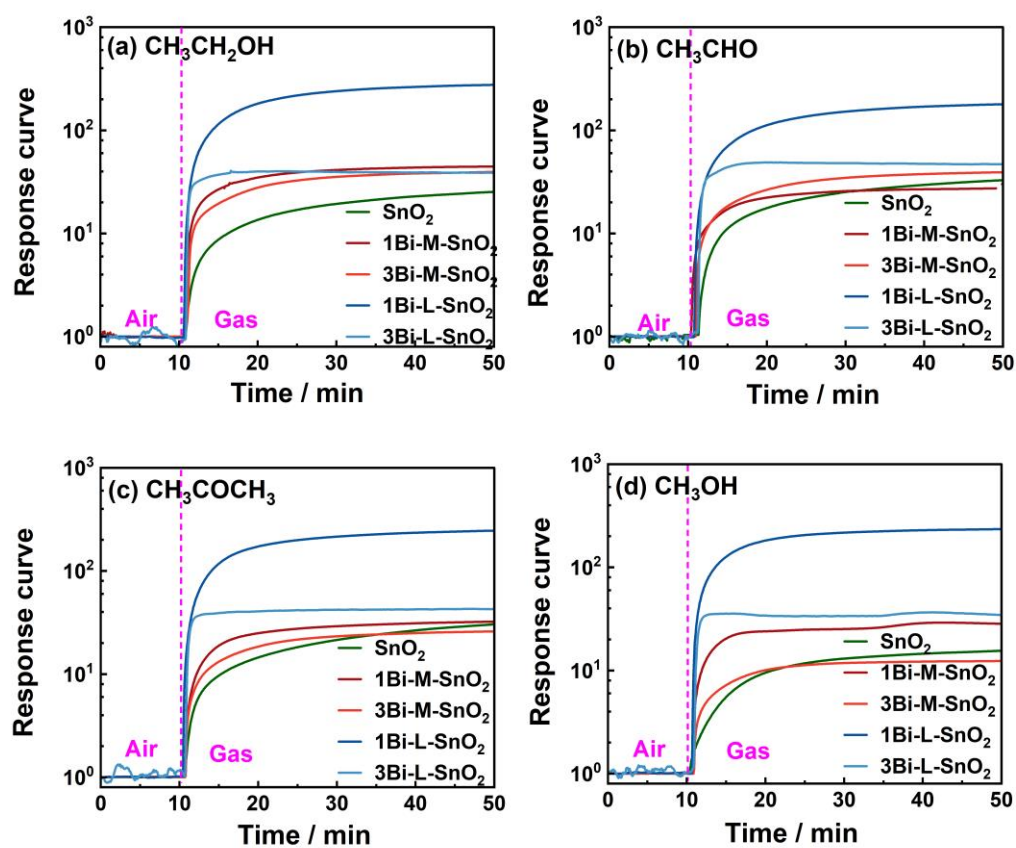 (a) CH₃CH₂OH
Response curve
10³
10²
10¹
10⁰
Air
Gas
SnO₂
1Bi-M-SnO₂
3Bi-M-SnO₂
1Bi-L-SnO₂
3Bi-L-SnO₂
0 10 20 30 40 50
Time / min
(b) CH₃CHO
Response curve
10³
10²
10¹
10⁰
Air
Gas
SnO₂
1Bi-M-SnO₂
3Bi-M-SnO₂
1Bi-L-SnO₂
3Bi-L-SnO₂
0 10 20 30 40 50
Time / min
(c) CH₃COCH₃
Response curve
10³
10²
10¹
10⁰
Air
Gas
SnO₂
1Bi-M-SnO₂
3Bi-M-SnO₂
1Bi-L-SnO₂
3Bi-L-SnO₂
0 10 20 30 40 50
Time / min
(d) CH₃OH
Response curve
10³
10²
10¹
10⁰
Air
Gas
SnO₂
1Bi-M-SnO₂
3Bi-M-SnO₂
1Bi-L-SnO₂
3Bi-L-SnO₂
0 10 20 30 40 50
Time / min